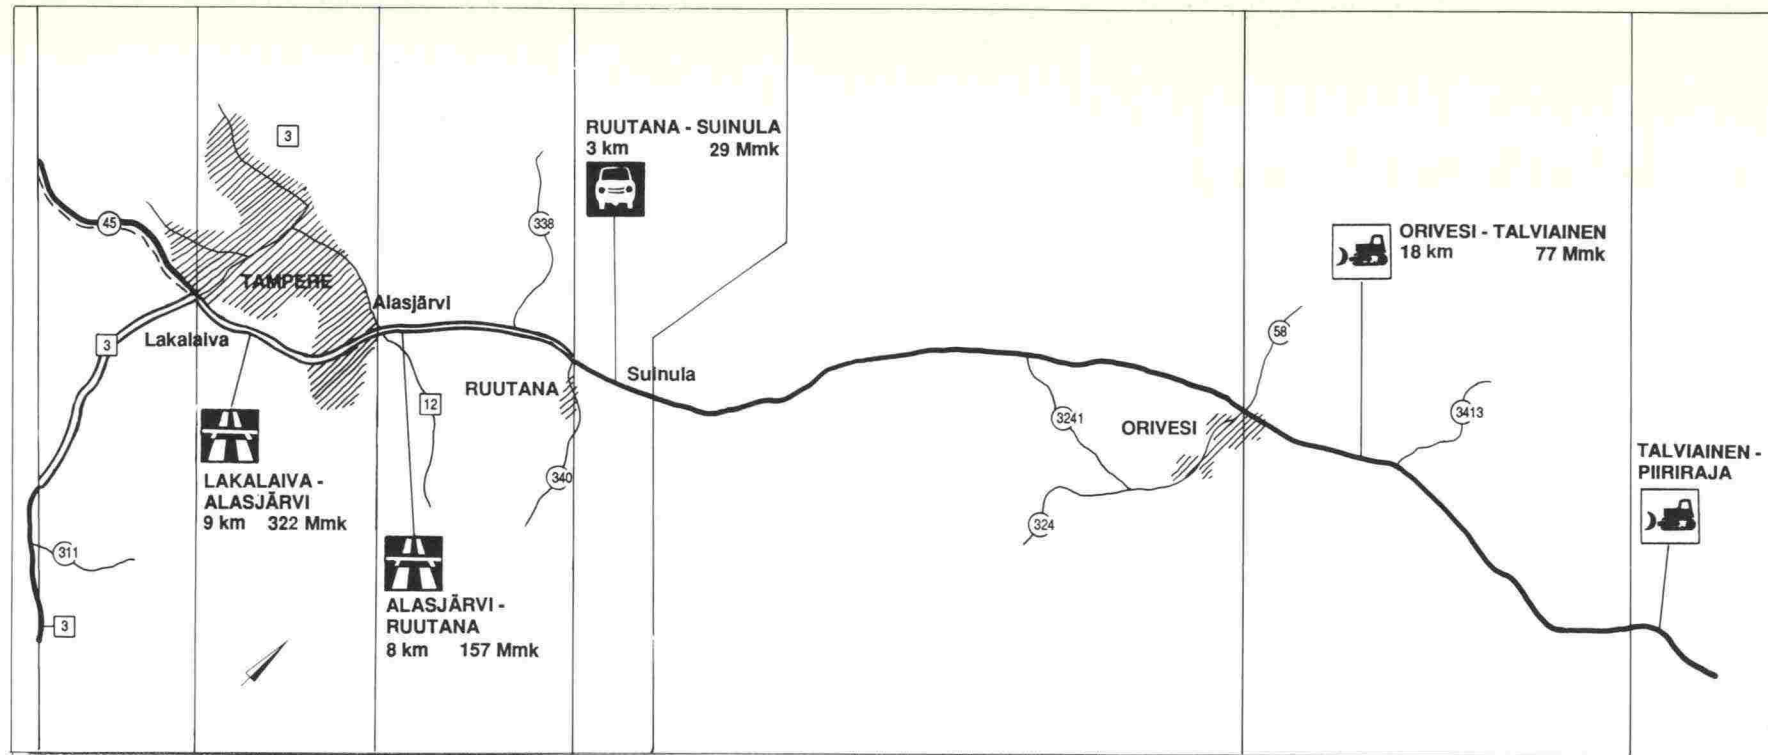 3
RUUTANA - SUINULA
3 km 29 Mmk
338
45
ORIVESI - TALVIAINEN
18 km 77 Mmk
TAMPERE
Alasjärvi
58
3
Lakalaiva
Suinula
RUUTANA
12
3241
3413
ORIVESI
LAKALAIVA -
ALASJÄRVI
9 km 322 Mmk
340
TALVIAINEN -
PIIRIRAJA
324
311
ALASJÄRVI -
RUUTANA
8 km 157 Mmk
3